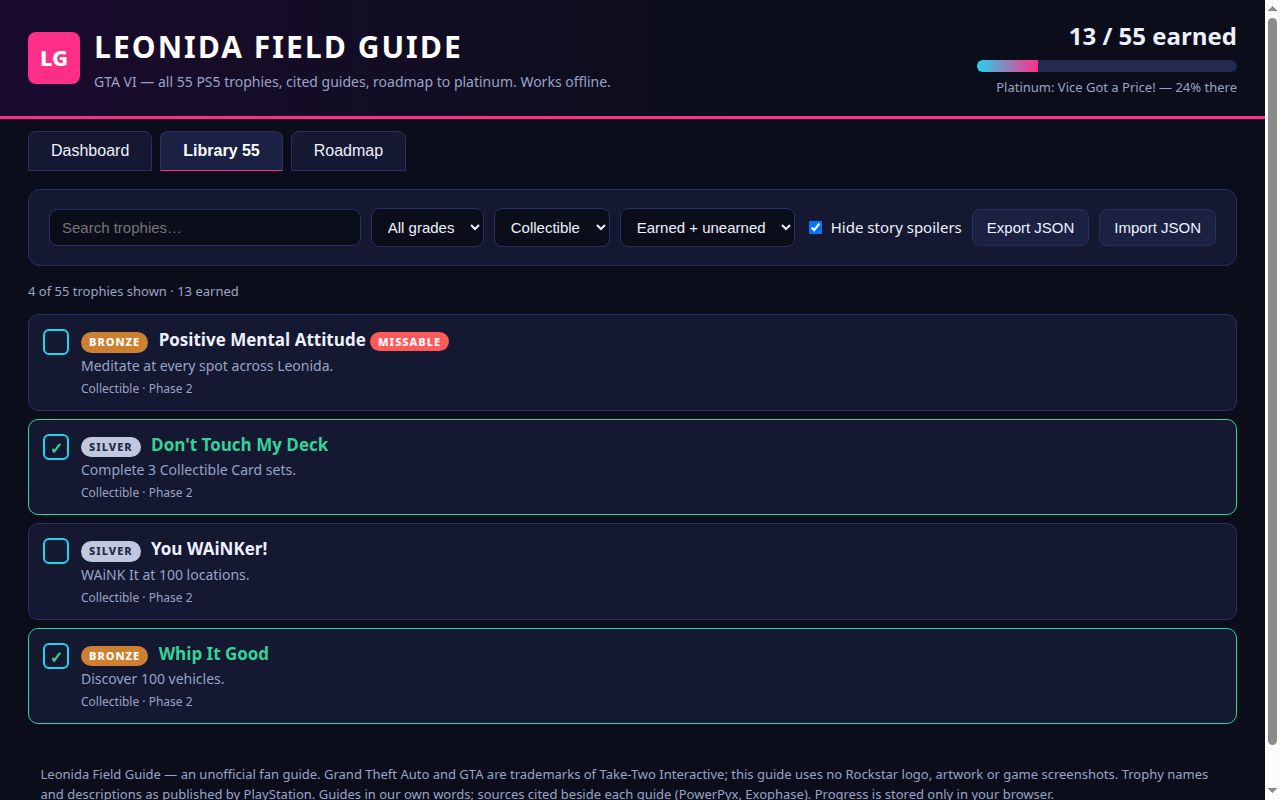 LG
LEONIDA FIELD GUIDE
GTA VI — all 55 PS5 trophies, cited guides, roadmap to platinum. Works offline.
13 / 55 earned
Platinum: Vice Got a Price! — 24% there
Dashboard
Library 55
Roadmap
Search trophies…
All grades
Collectible
Earned + unearned
Hide story spoilers
Export JSON
Import JSON
4 of 55 trophies shown · 13 earned
BRONZE Positive Mental Attitude MISSABLE
Meditate at every spot across Leonida.
Collectible · Phase 2
✓ SILVER Don't Touch My Deck
Complete 3 Collectible Card sets.
Collectible · Phase 2
SILVER You WAiNKer!
WAiNK It at 100 locations.
Collectible · Phase 2
✓ BRONZE Whip It Good
Discover 100 vehicles.
Collectible · Phase 2
Leonida Field Guide — an unofficial fan guide. Grand Theft Auto and GTA are trademarks of Take-Two Interactive; this guide uses no Rockstar logo, artwork or game screenshots. Trophy names
and descriptions as published by PlayStation. Guides in our own words; sources cited beside each guide (PowerPyx, Exophase). Progress is stored only in your browser.